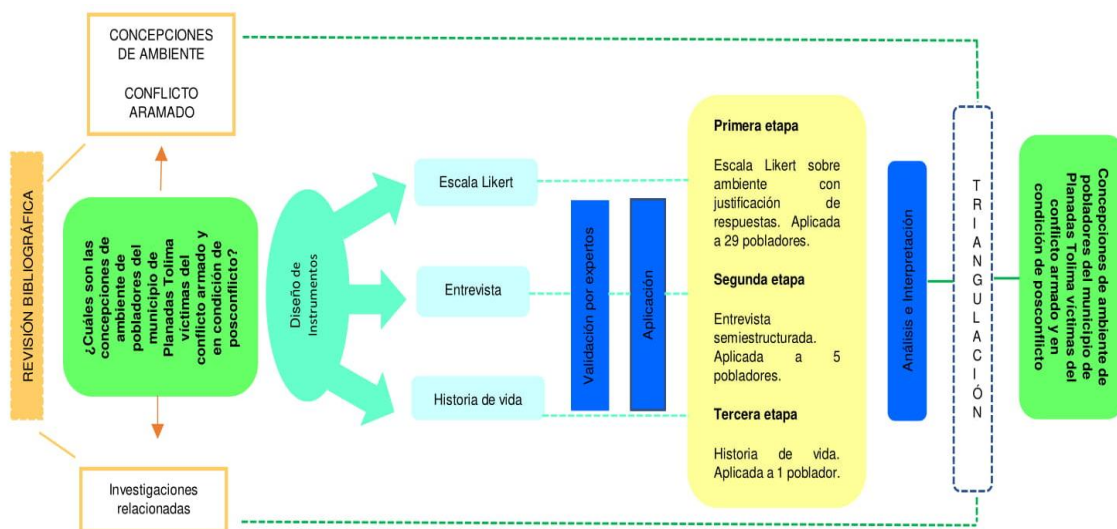 REVISIÓN BIBLIOGRÁFICA
CONCEPCIONES
DE AMBIENTE
CONFLICTO
ARAMADO
¿Cuáles son las
concepciones de
ambiente de
pobladores del
municipio de
Planadas Tolima
víctimas del
conflicto armado y
en condición de
posconflicto?
Investigaciones
relacionadas
Diseño de
Instrumentos
Escala Likert
Entrevista
Historia de vida
Validación por expertos
Aplicación
Primera etapa
Escala Likert sobre
ambiente con
justificación de
respuestas. Aplicada
a 29 pobladores.
Segunda etapa
Entrevista
semiestructurada.
Aplicada a 5
pobladores.
Tercera etapa
Historia de vida.
Aplicada a 1 poblador.
Análisis e Interpretación
TRIANGULACIÓN
Concepciones de ambiente de
pobladores del municipio de
Planadas Tolima víctimas del
conflicto armado y en
condición de posconflicto